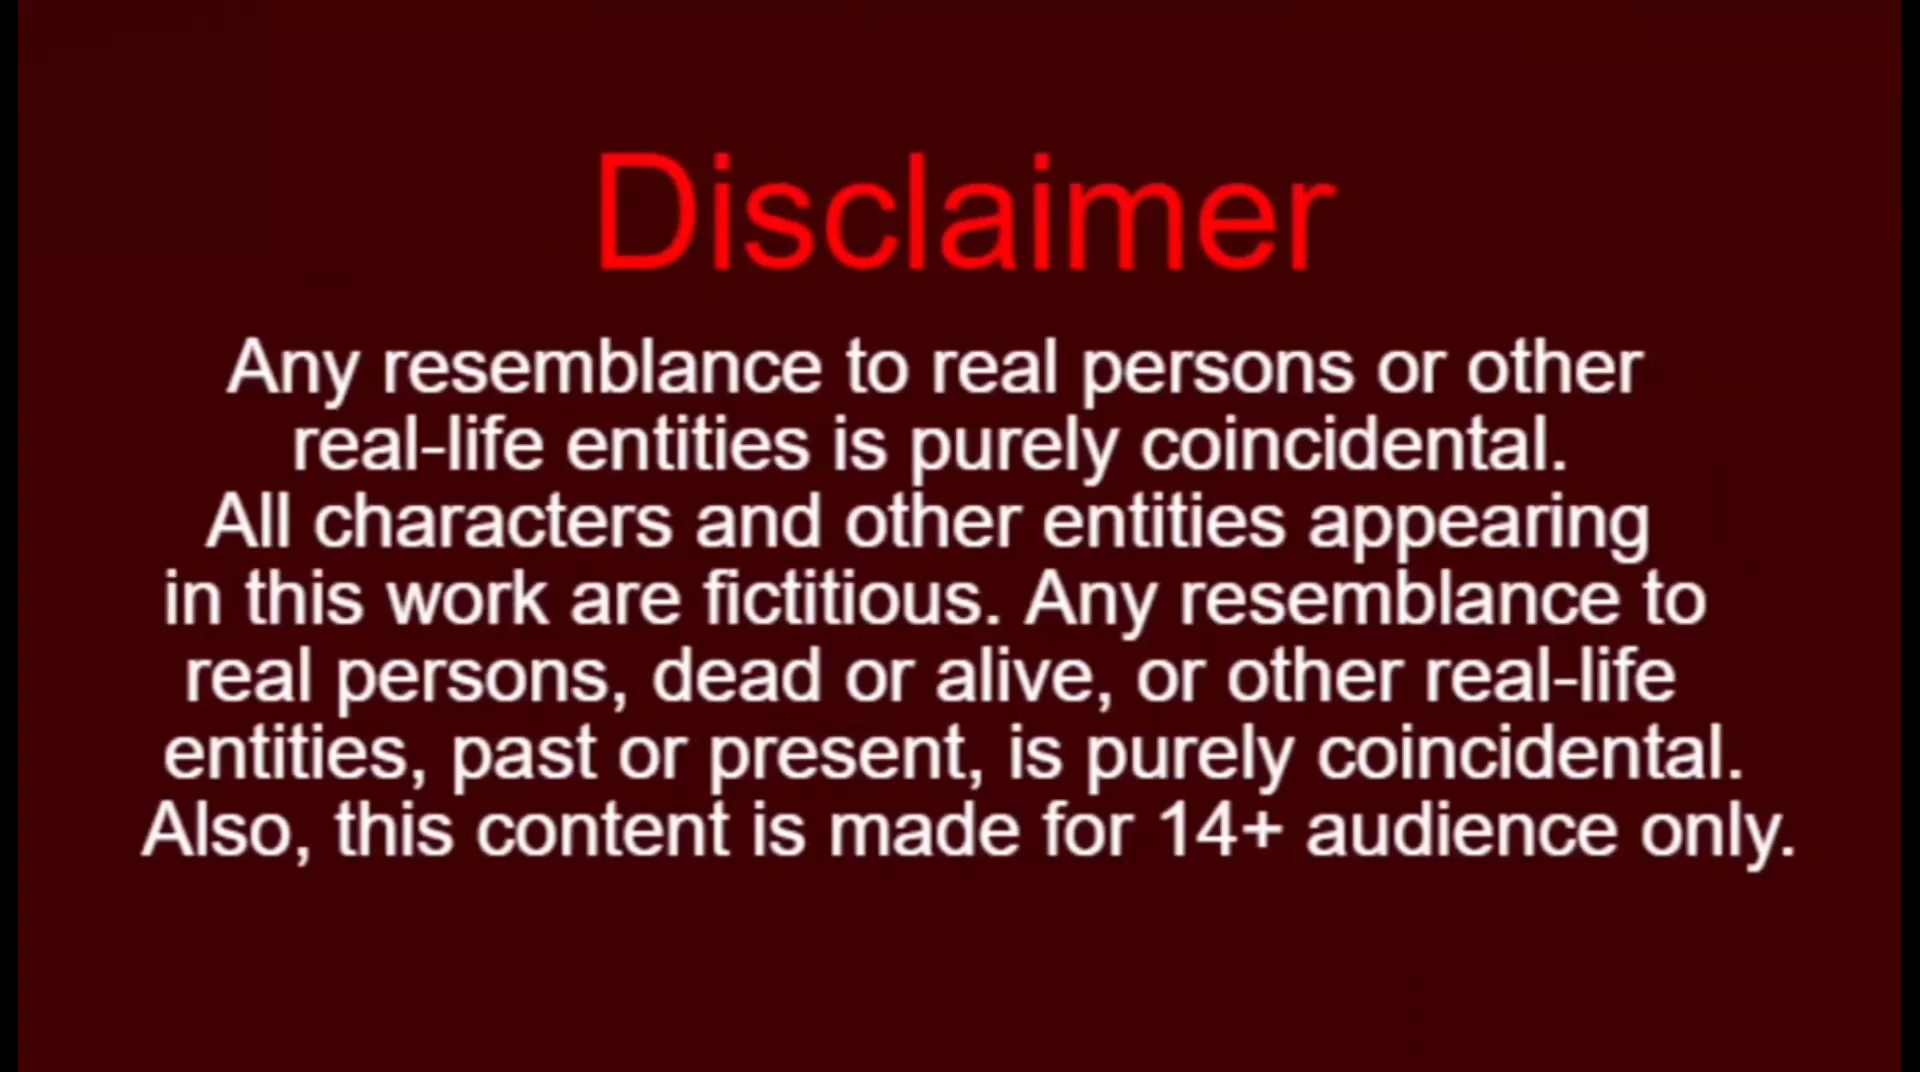 Disclaimer
Any resemblance to real persons or other
real-life entities is purely coincidental.
All characters and other entities appearing
in this work are fictitious. Any resemblance to
real persons, dead or alive, or other real-life
entities, past or present, is purely coincidental.
Also, this content is made for 14+ audience only.